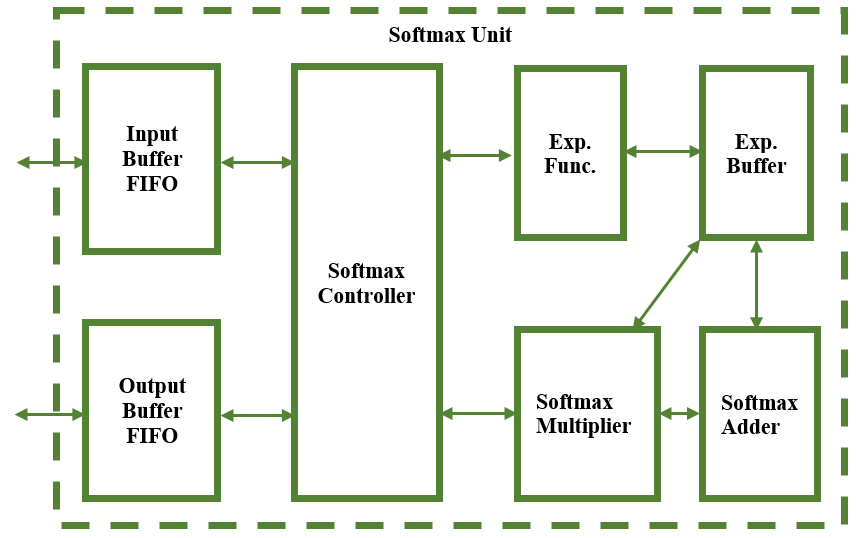 Softmax Unit
Input
Buffer
FIFO
Exp.
Func.
Exp.
Buffer
Softmax
Controller
Output
Buffer
FIFO
Softmax
Multiplier
Softmax
Adder